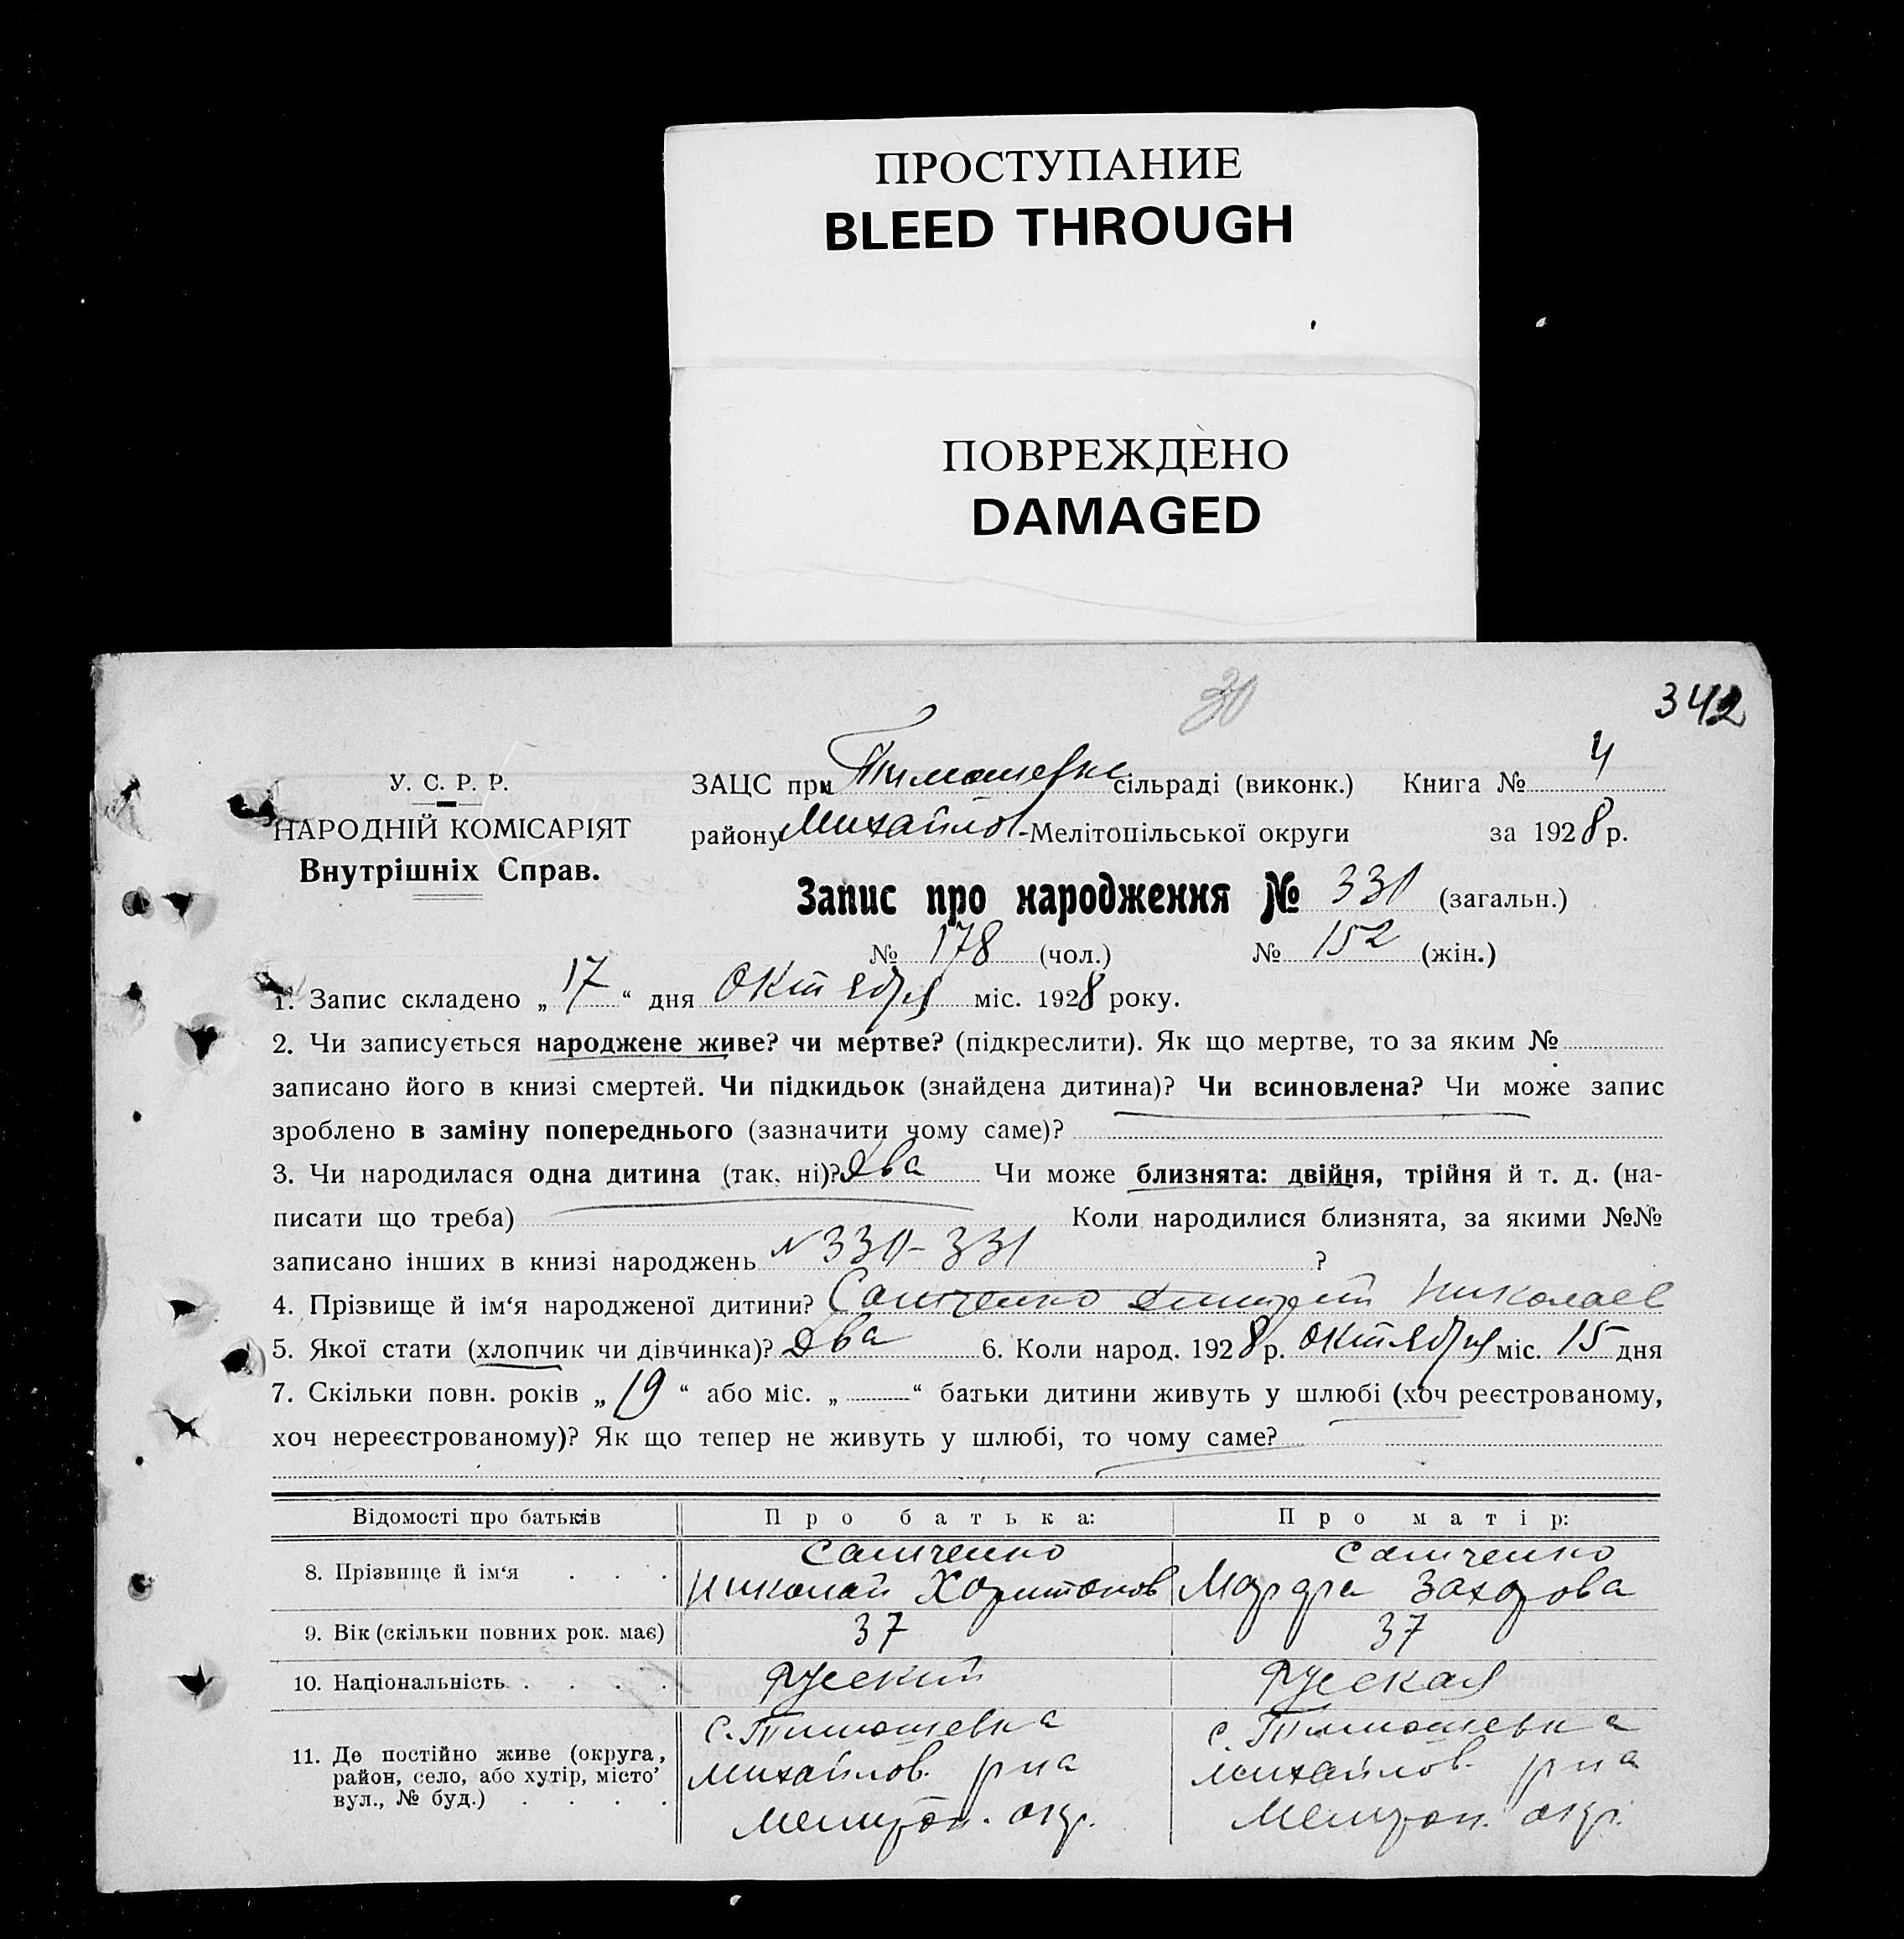 ПРОСТУПАНИЕ
BLEED THROUGH
ПОВРЕЖДЕНО
DAMAGED
30
342
У. С. Р. Р.
НАРОДНІЙ КОМІСАРІЯТ
Внутрішніх Справ.
ЗАЦС при Тимошевке сільраді (виконк.) Книга № 4
району Михайлов-Мелітопільської округи за 1928 р.
Запис про народження № 331 (загальн.)
№ 178 (чол.) № 152 (жін.)
1. Запис складено „ 17 “ дня октября міс. 1928 року.
2. Чи записується народжене живе? чи мертве? (підкреслити). Як що мертве, то за яким №
записано його в книзі смертей. Чи підкидьок (знайдена дитина)? Чи всиновлена? Чи може запис
зроблено в заміну попереднього (зазначити чому саме)?
3. Чи народилася одна дитина (так, ні)? два Чи може близнята: двійня, трійня й т. д. (на-
писати що треба) Коли народилися близнята, за якими №№
записано інших в книзі народжень N 330-331 ?
4. Прізвище й ім‘я народженої дитини? Дмитрий Николаев
5. Якої стати (хлопчик чи дівчинка)? два 6. Коли народ. 1928 р. октября міс. 15 дня
7. Скільки повн. років „ 19 “ або міс. „ “ батьки дитини живуть у шлюбі (хоч реєстрованому,
хоч нереєстрованому)? Як що тепер не живуть у шлюбі, то чому саме?
Відомості про батьків Про батька: Про матір:
8. Прізвище й ім‘я
Николай Харитонов
Захарова
9. Вік (скільки повних рок. має) 37 37
10. Національність Руский Руская
11. Де постійно живе (округа, район, село, або хутір, місто’ вул., № буд.)
с. Тимошевка
Михайлов. р на
Мелитоп. окр.
с. Тимошевка
Михайлов. р на
Мелитоп. окр.